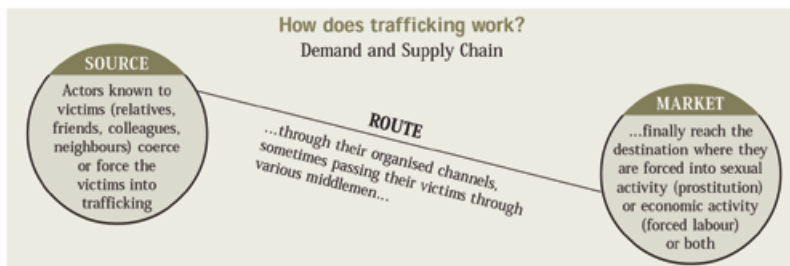 How does trafficking work?
Demand and Supply Chain
SOURCE
Actors known to
victims (relatives,
friends, colleagues,
neighbours) coerce
or force the
victims into
trafficking
ROUTE
...through their organised channels,
sometimes passing their victims through
various middlemen...
MARKET
...finally reach the
destination where they
are forced into sexual
activity (prostitution)
or economic activity
(forced labour)
or both